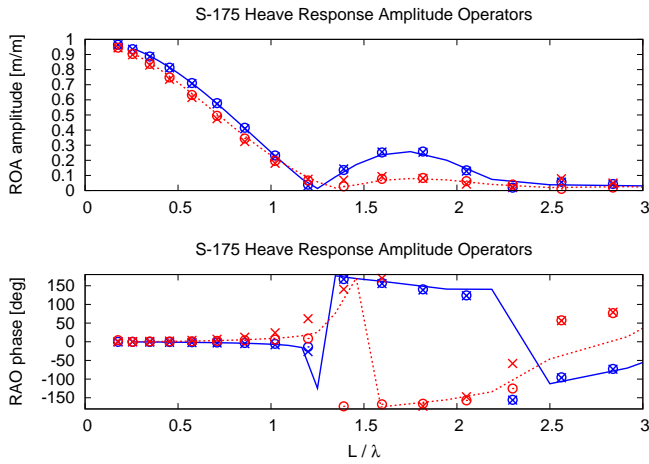 S-175 Heave Response Amplitude Operators
ROA amplitude [m/m]
1
0.9
0.8
0.7
0.6
0.5
0.4
0.3
0.2
0.1
0
0 0.5 1 1.5 2 2.5 3
S-175 Heave Response Amplitude Operators
RAO phase [deg]
150
100
50
0
-50
-100
-150
0 0.5 1 1.5 2 2.5 3
L / λ